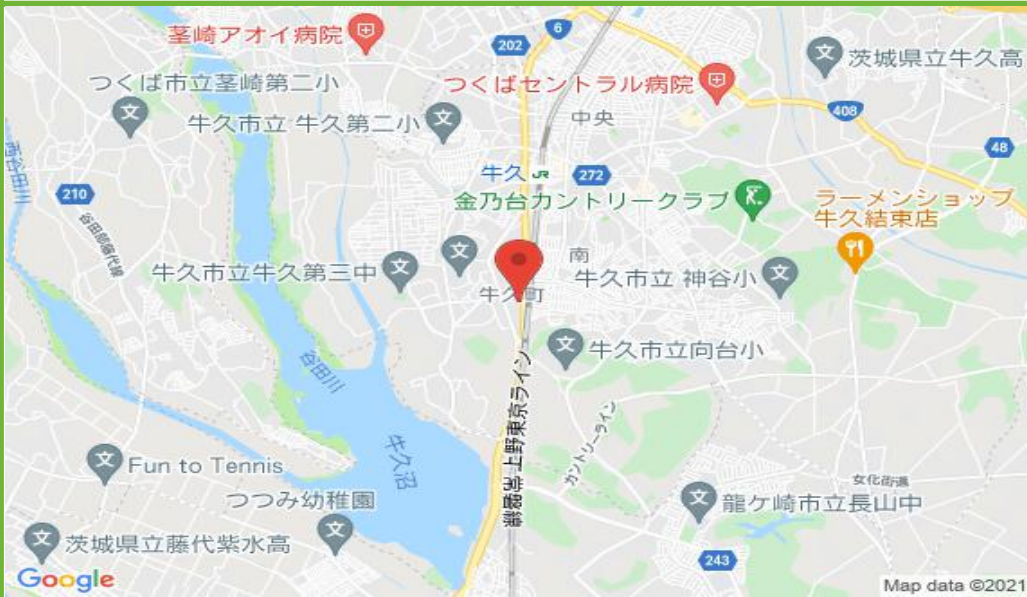 茎崎アオイ病院
202
6
茨城県立牛久高
つくば市立茎崎第二小
つくばセントラル病院
牛久市立 牛久第二小
中央
408
48
西谷田川
210
牛久 JR
272
金乃台カントリークラブ
ラーメンショップ
牛久結束店
谷田部藤代線
牛久市立牛久第三中
南
牛久市立 神谷小
牛久町
牛久市立向台小
谷田川
上野東京ライン
カントリーライン
牛久沼
Fun to Tennis
つつみ幼稚園
女化街道
龍ケ崎市立長山中
茨城県立藤代紫水高
243
Google
Map data ©2021